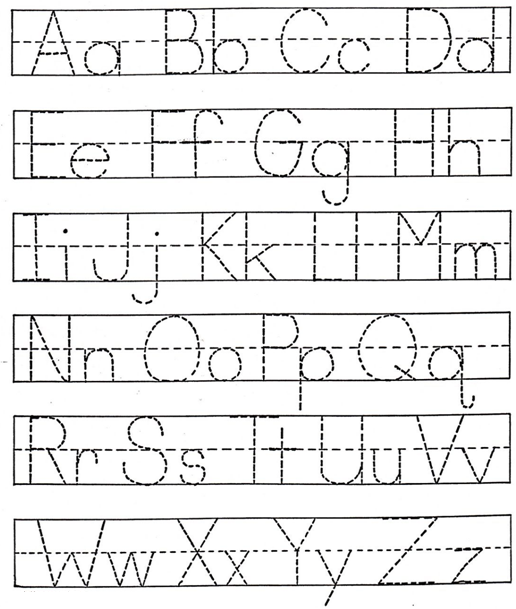 Aa Bb Cc Dd
Ee Ff Gg Hh
Ii Jj Kk Ll Mm
Nn Oo Pp Qq
Rr Ss Tt Uu Vv
Ww Xx Yy Zz